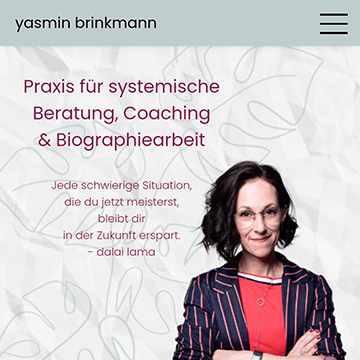 yasmin brinkmann
Praxis für systemische
Beratung, Coaching
& Biographiearbeit
Jede schwierige Situation,
die du jetzt meisterst,
bleibt dir
in der Zukunft erspart.
- dalai lama